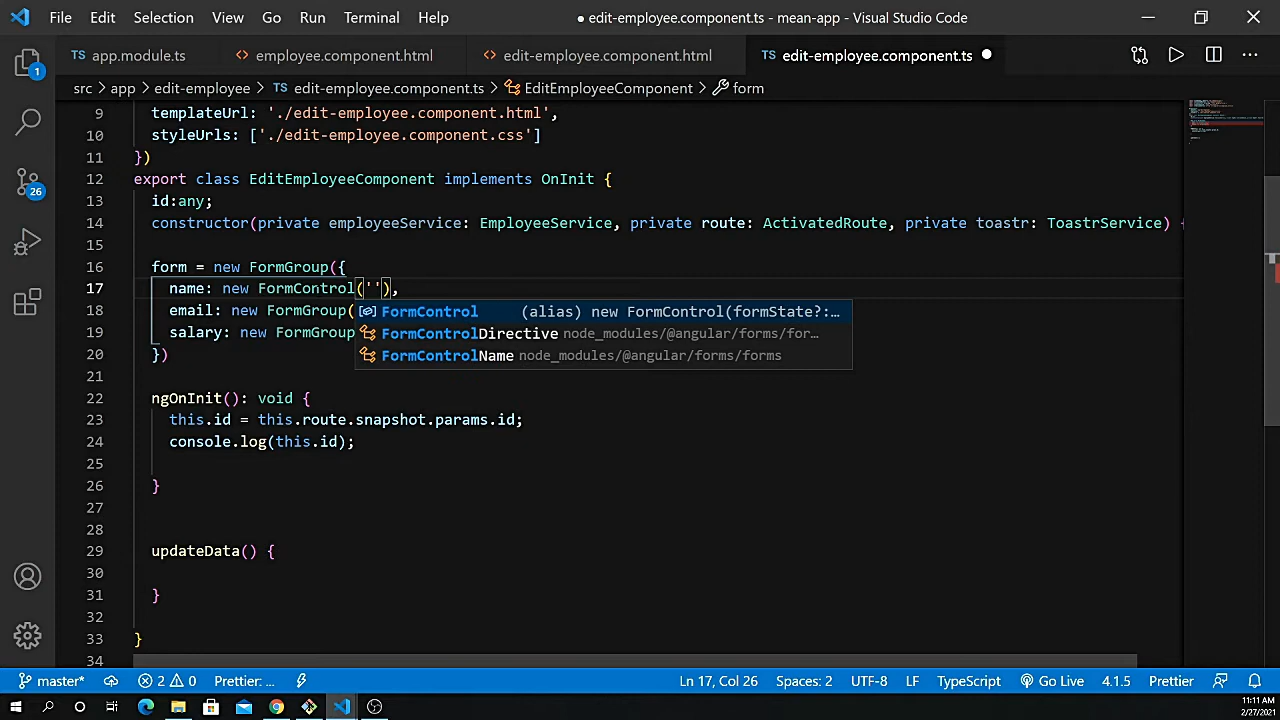 File Edit Selection View Go Run Terminal Help ● edit-employee.component.ts - mean-app - Visual Studio Code
TS app.module.ts <> employee.component.html <> edit-employee.component.html TS edit-employee.component.ts ●
src > app > edit-employee > TS edit-employee.component.ts > EditEmployeeComponent > form
9 templateUrl: './edit-employee.component.html',
10 styleUrls: ['./edit-employee.component.css']
11 })
12 export class EditEmployeeComponent implements OnInit {
13 id:any;
14 constructor(private employeeService: EmployeeService, private route: ActivatedRoute, private toastr: ToastrService) {
15
16 form = new FormGroup({
17 name: new FormControl(''),
18 email: new FormGroup(
19 salary: new FormGroup
FormControl (alias) new FormControl(formState?:…
FormControlDirective node_modules/@angular/forms/for…
FormControlName node_modules/@angular/forms/forms
20 })
21
22 ngOnInit(): void {
23 this.id = this.route.snapshot.params.id;
24 console.log(this.id);
25
26 }
27
28
29 updateData() {
30
31 }
32
33 }
34
1
26
master* 2 0 Prettier: … Ln 17, Col 26 Spaces: 2 UTF-8 LF TypeScript Go Live 4.1.5 Prettier
11:11 AM
2/27/2021